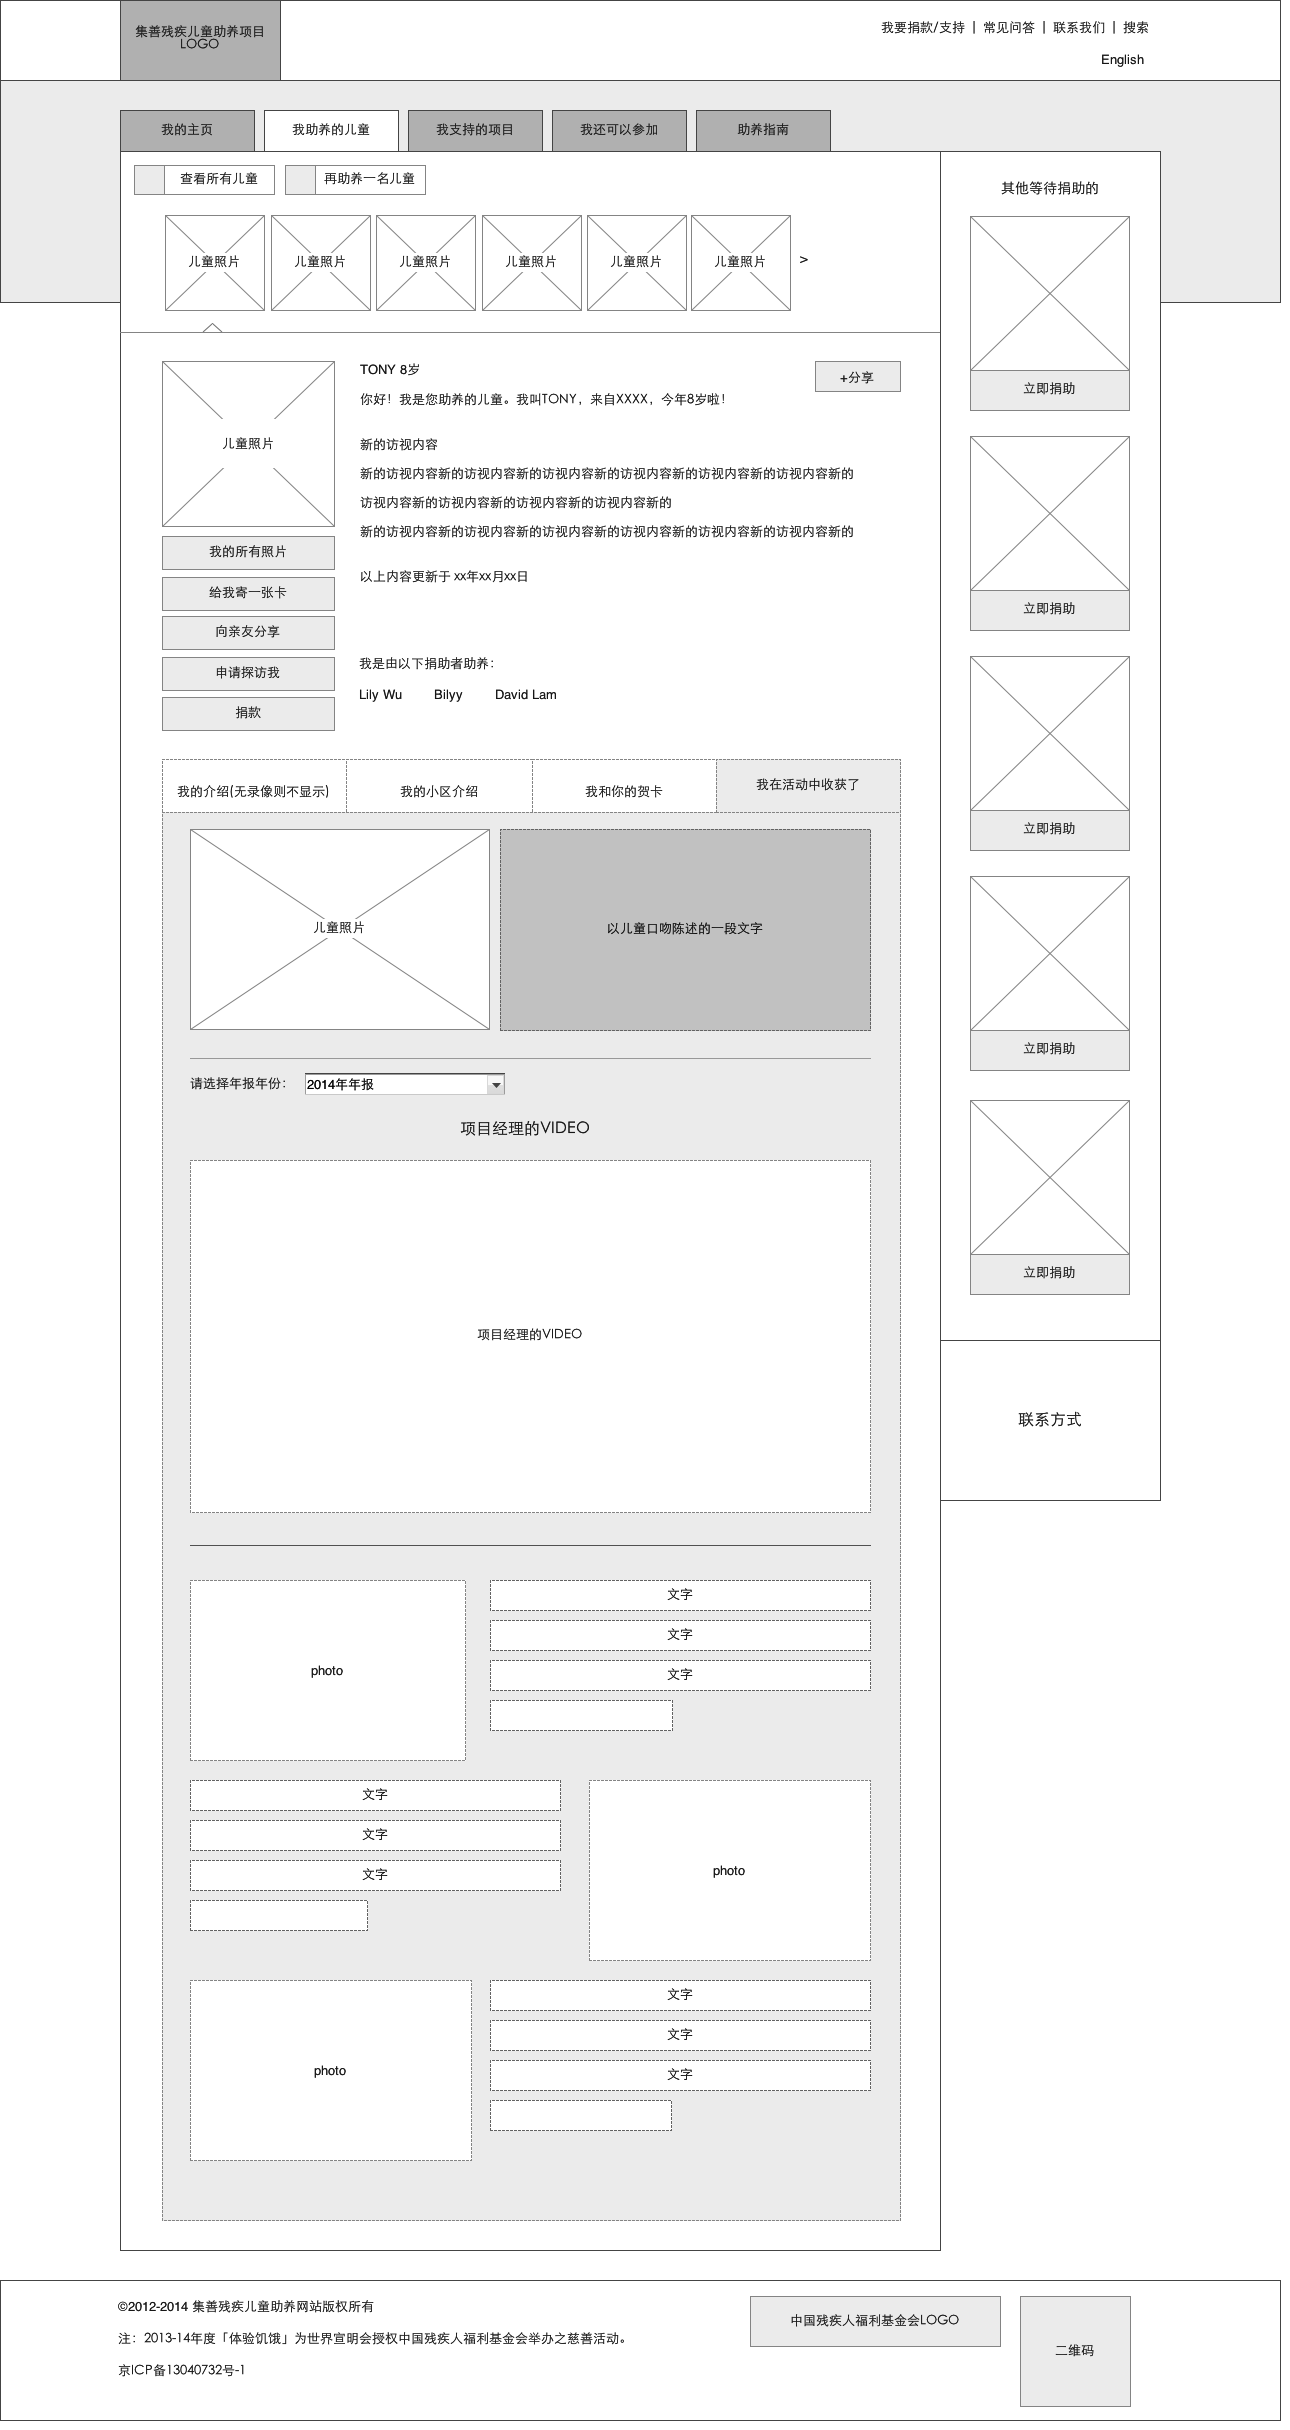 集善残疾儿童助养项目
LOGO
我要捐款/支持 | 常见问答 | 联系我们 | 搜索
English
我的主页
我助养的儿童
我支持的项目
我还可以参加
助养指南
查看所有儿童
再助养一名儿童
儿童照片
儿童照片
儿童照片
儿童照片
儿童照片
儿童照片
>
儿童照片
我的所有照片
给我寄一张卡
向亲友分享
申请探访我
捐款
TONY 8岁
+分享
你好！我是您助养的儿童。我叫TONY，来自XXXX，今年8岁啦！
新的访视内容
新的访视内容新的访视内容新的访视内容新的访视内容新的访视内容新的访视内容新的
访视内容新的访视内容新的访视内容新的访视内容新的
新的访视内容新的访视内容新的访视内容新的访视内容新的访视内容新的访视内容新的
以上内容更新于 xx年xx月xx日
我是由以下捐助者助养：
Lily Wu Bilyy David Lam
我的介绍(无录像则不显示)
我的小区介绍
我和你的贺卡
我在活动中收获了
儿童照片
以儿童口吻陈述的一段文字
请选择年报年份：
2014年年报
项目经理的VIDEO
项目经理的VIDEO
photo
文字
文字
文字
文字
文字
文字
photo
photo
文字
文字
文字
其他等待捐助的
立即捐助
立即捐助
立即捐助
立即捐助
立即捐助
联系方式
©2012-2014 集善残疾儿童助养网站版权所有
注：2013-14年度「体验饥饿」为世界宣明会授权中国残疾人福利基金会举办之慈善活动。
京ICP备13040732号-1
中国残疾人福利基金会LOGO
二维码